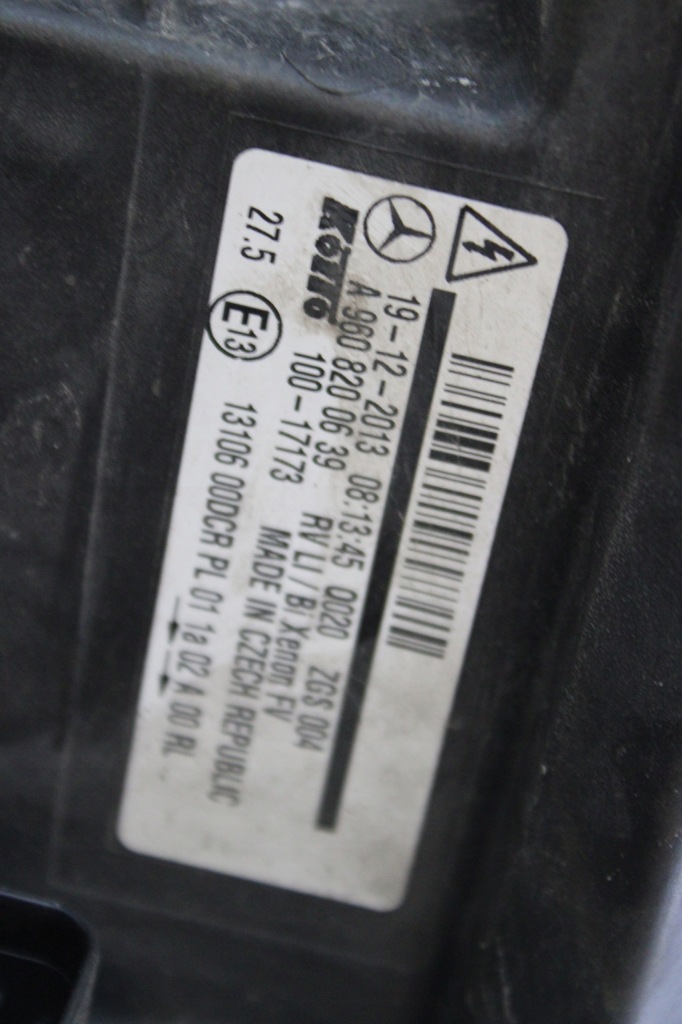 19-12-2013 08:13:45 Q020 ZGS 004
A 960 820 06 39 RV LI / Bi Xenon FV
100-17173 MADE IN CZECH REPUBLIC
27.5 E13 13106 00DCR PL 01 1a 02 A 00 RL